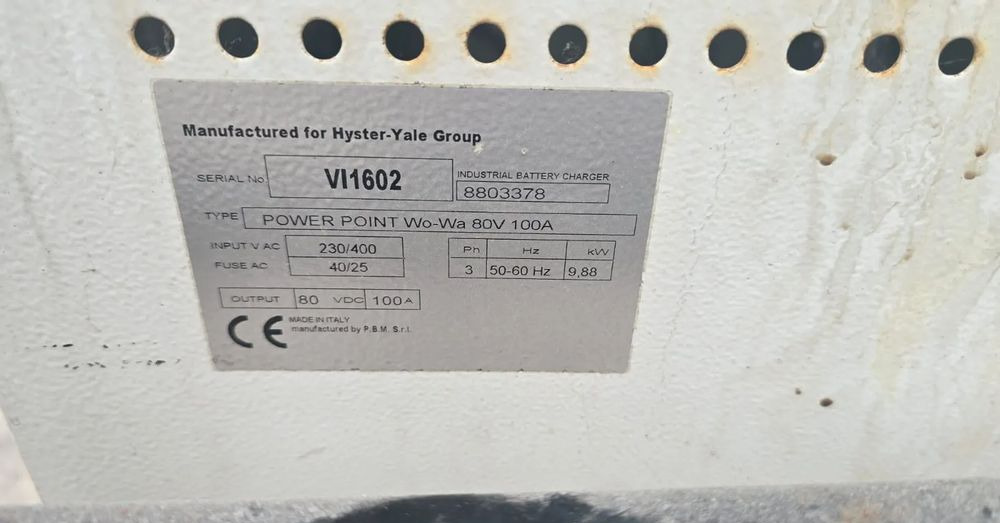 Manufactured for Hyster-Yale Group
SERIAL No VI1602
INDUSTRIAL BATTERY CHARGER
8803378
TYPE POWER POINT Wo-Wa 80V 100A
INPUT V AC 230/400
FUSE AC 40/25
Ph Hz kW
3 50-60 Hz 9,88
OUTPUT 80 VDC 100A
CE
MADE IN ITALY
manufactured by P.B.M. S.r.l.